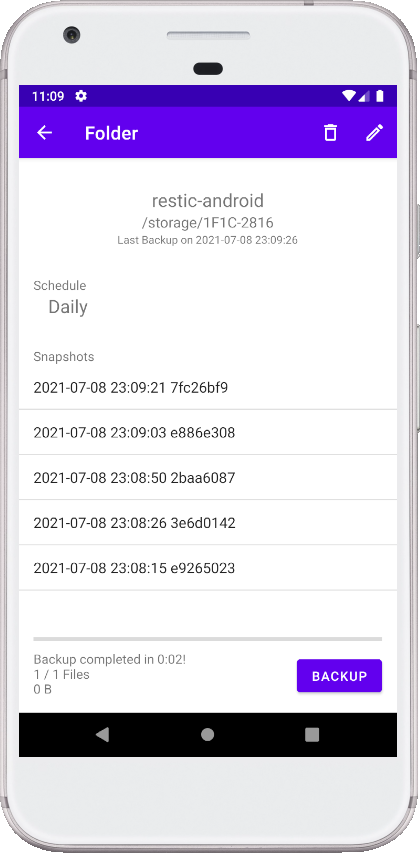 11:09
Folder
restic-android
/storage/1F1C-2816
Last Backup on 2021-07-08 23:09:26
Schedule
Daily
Snapshots
2021-07-08 23:09:21 7fc26bf9
2021-07-08 23:09:03 e886e308
2021-07-08 23:08:50 2baa6087
2021-07-08 23:08:26 3e6d0142
2021-07-08 23:08:15 e9265023
Backup completed in 0:02!
1 / 1 Files
0 B
BACKUP